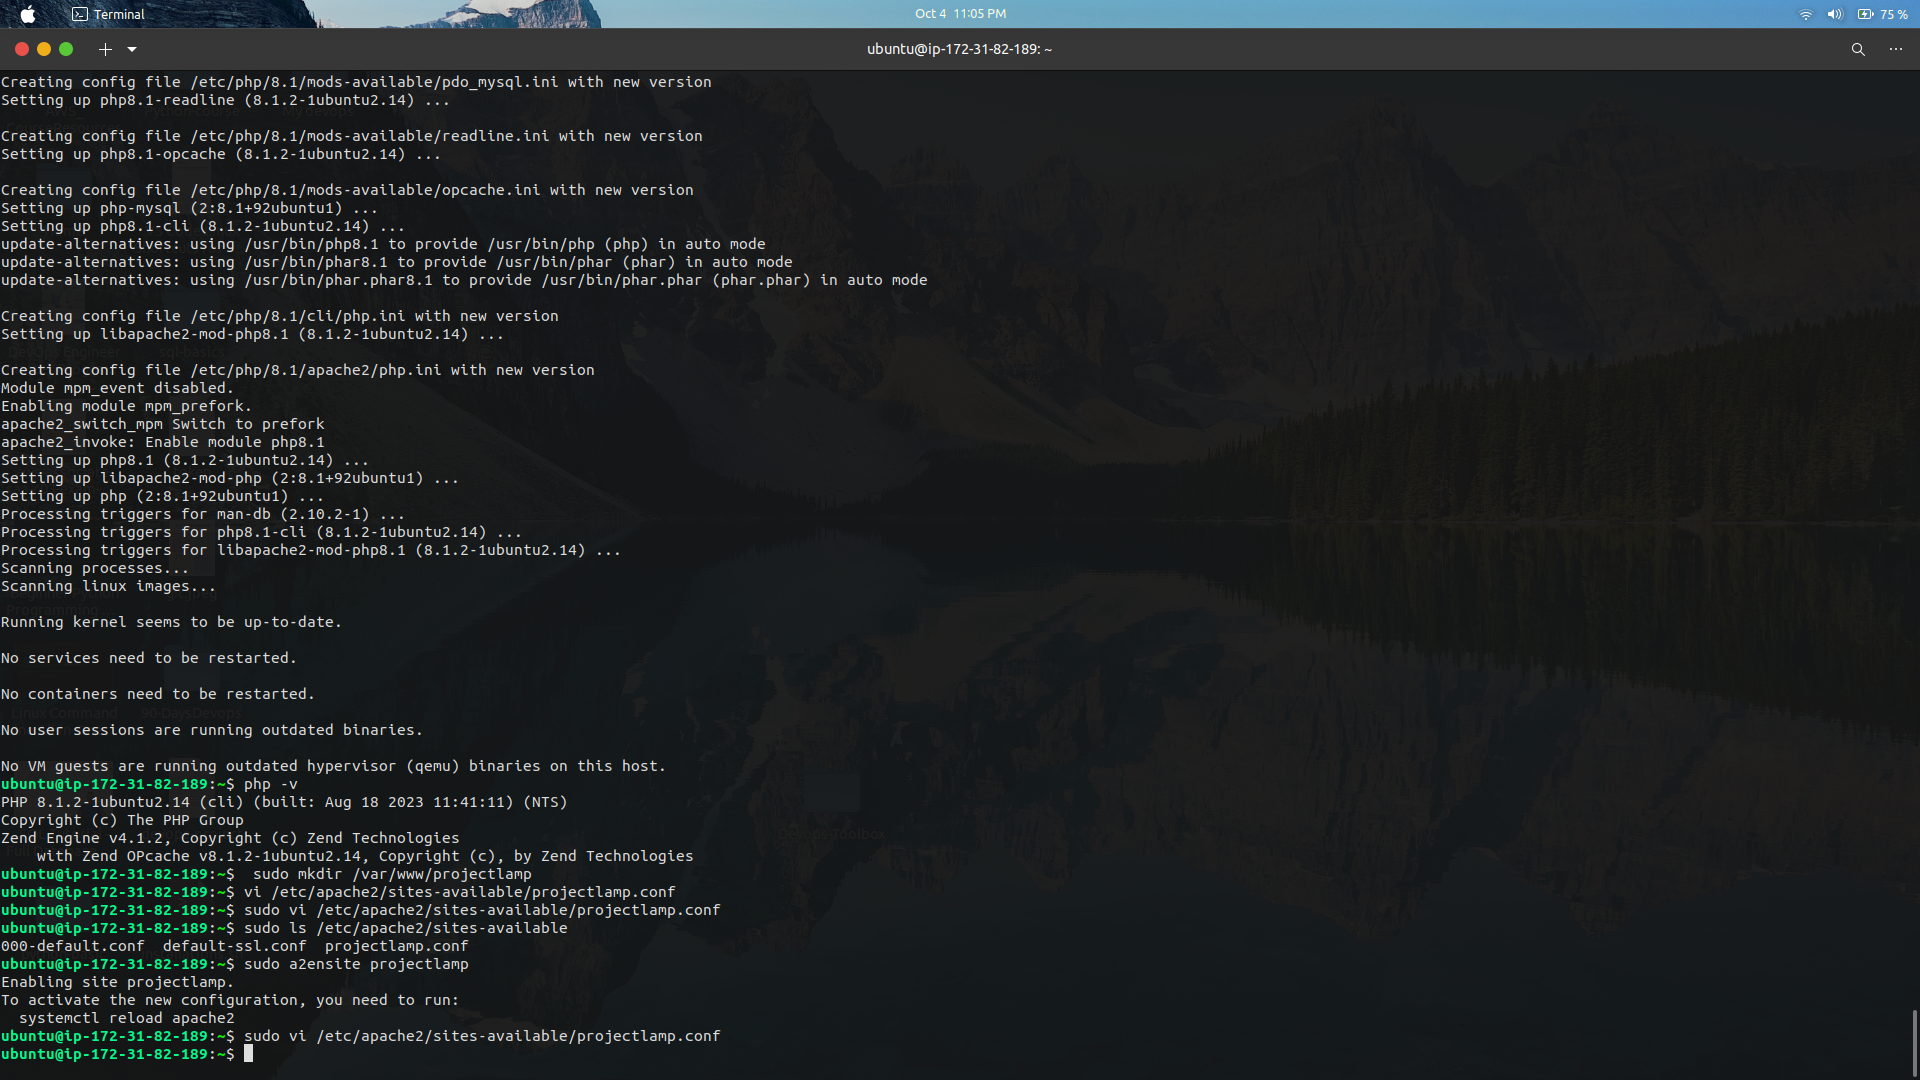 Terminal
Oct 4 11:05 PM
75 %
ubuntu@ip-172-31-82-189: ~
Creating config file /etc/php/8.1/mods-available/pdo_mysql.ini with new version
Setting up php8.1-readline (8.1.2-1ubuntu2.14) ...
Creating config file /etc/php/8.1/mods-available/readline.ini with new version
Setting up php8.1-opcache (8.1.2-1ubuntu2.14) ...
Creating config file /etc/php/8.1/mods-available/opcache.ini with new version
Setting up php-mysql (2:8.1+92ubuntu1) ...
Setting up php8.1-cli (8.1.2-1ubuntu2.14) ...
update-alternatives: using /usr/bin/php8.1 to provide /usr/bin/php (php) in auto mode
update-alternatives: using /usr/bin/phar8.1 to provide /usr/bin/phar (phar) in auto mode
update-alternatives: using /usr/bin/phar.phar8.1 to provide /usr/bin/phar.phar (phar.phar) in auto mode
Creating config file /etc/php/8.1/cli/php.ini with new version
Setting up libapache2-mod-php8.1 (8.1.2-1ubuntu2.14) ...
Creating config file /etc/php/8.1/apache2/php.ini with new version
Module mpm_event disabled.
Enabling module mpm_prefork.
apache2_switch_mpm Switch to prefork
apache2_invoke: Enable module php8.1
Setting up php8.1 (8.1.2-1ubuntu2.14) ...
Setting up libapache2-mod-php (2:8.1+92ubuntu1) ...
Setting up php (2:8.1+92ubuntu1) ...
Processing triggers for man-db (2.10.2-1) ...
Processing triggers for php8.1-cli (8.1.2-1ubuntu2.14) ...
Processing triggers for libapache2-mod-php8.1 (8.1.2-1ubuntu2.14) ...
Scanning processes...
Scanning linux images...
Running kernel seems to be up-to-date.
No services need to be restarted.
No containers need to be restarted.
No user sessions are running outdated binaries.
No VM guests are running outdated hypervisor (qemu) binaries on this host.
ubuntu@ip-172-31-82-189:~$ php -v
PHP 8.1.2-1ubuntu2.14 (cli) (built: Aug 18 2023 11:41:11) (NTS)
Copyright (c) The PHP Group
Zend Engine v4.1.2, Copyright (c) Zend Technologies
    with Zend OPcache v8.1.2-1ubuntu2.14, Copyright (c), by Zend Technologies
ubuntu@ip-172-31-82-189:~$  sudo mkdir /var/www/projectlamp
ubuntu@ip-172-31-82-189:~$ vi /etc/apache2/sites-available/projectlamp.conf
ubuntu@ip-172-31-82-189:~$ sudo vi /etc/apache2/sites-available/projectlamp.conf
ubuntu@ip-172-31-82-189:~$ sudo ls /etc/apache2/sites-available
000-default.conf  default-ssl.conf  projectlamp.conf
ubuntu@ip-172-31-82-189:~$ sudo a2ensite projectlamp
Enabling site projectlamp.
To activate the new configuration, you need to run:
  systemctl reload apache2
ubuntu@ip-172-31-82-189:~$ sudo vi /etc/apache2/sites-available/projectlamp.conf
ubuntu@ip-172-31-82-189:~$